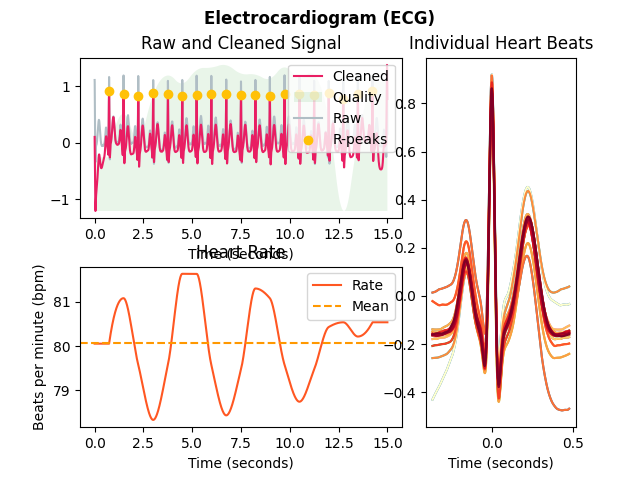 Electrocardiogram (ECG)
Raw and Cleaned Signal
Individual Heart Beats
Cleaned
Quality
Raw
R-peaks
1
0
−1
0.0 2.5 5.0 7.5 10.0 12.5 15.0
Time (seconds)
Heart Rate
Rate
Mean
Beats per minute (bpm)
81
80
79
0.0 2.5 5.0 7.5 10.0 12.5 15.0
Time (seconds)
0.8
0.6
0.4
0.2
0.0
−0.2
−0.4
0.0 0.5
Time (seconds)